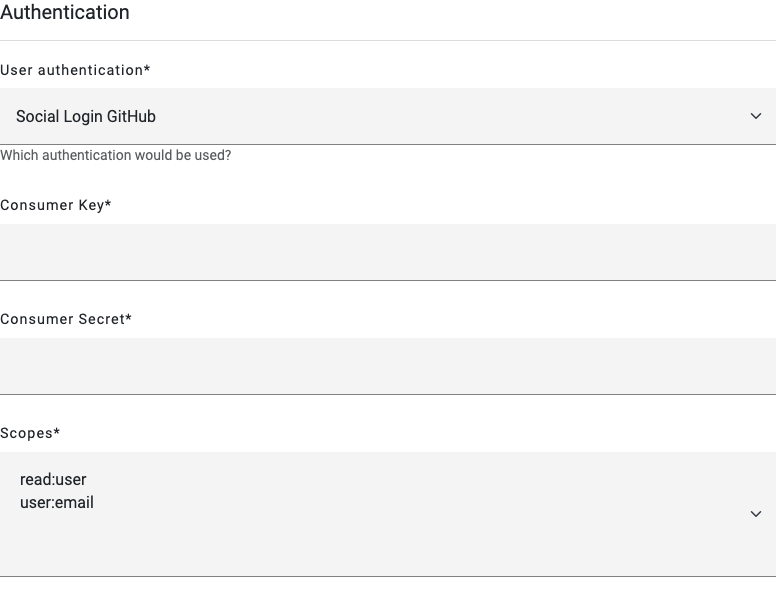 Authentication
User authentication*
Social Login GitHub
Which authentication would be used?
Consumer Key*
Consumer Secret*
Scopes*
read:user
user:email